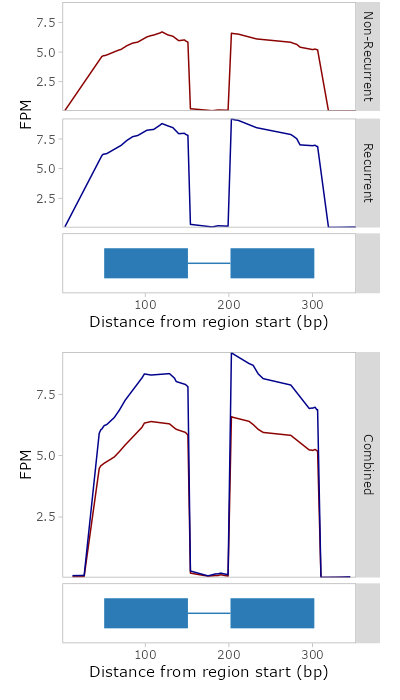 Non-Recurrent
7.5
5.0
2.5
FPM
Recurrent
7.5
5.0
2.5
100 200 300
Distance from region start (bp)
Combined
7.5
5.0
2.5
FPM
100 200 300
Distance from region start (bp)